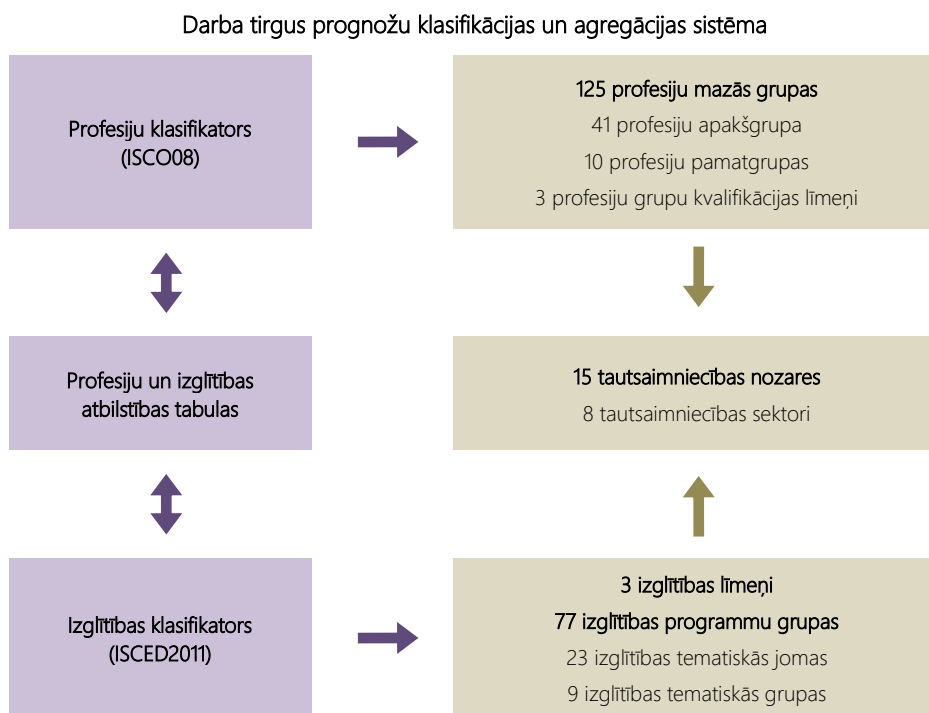 Darba tirgus prognožu klasifikācijas un agregācijas sistēma
Profesiju klasifikators
(ISCO08)
125 profesiju mazās grupas
41 profesiju apakšgrupa
10 profesiju pamatgrupas
3 profesiju grupu kvalifikācijas līmeņi
Profesiju un izglītības
atbilstības tabulas
15 tautsaimniecības nozares
8 tautsaimniecības sektori
Izglītības klasifikators
(ISCED2011)
3 izglītības līmeņi
77 izglītības programmu grupas
23 izglītības tematiskās jomas
9 izglītības tematiskās grupas